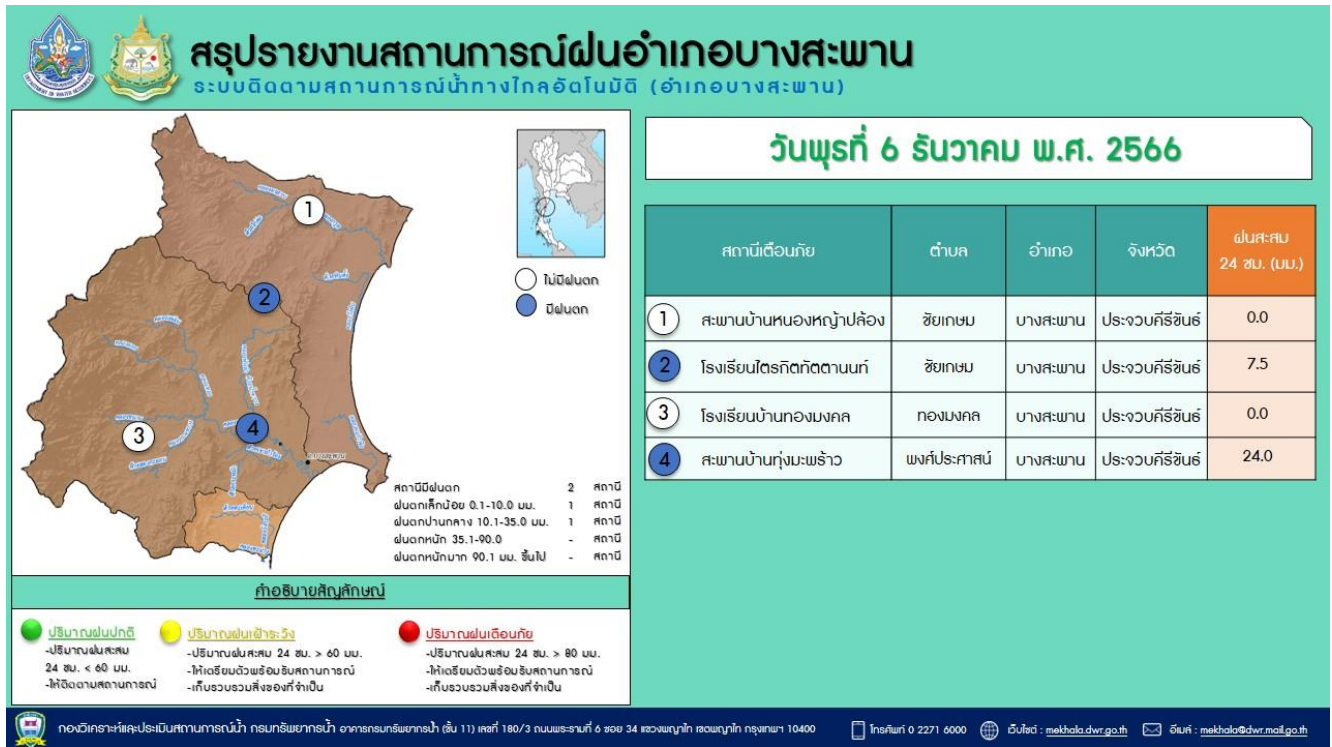 สรุปรายงานสถานการณ์ฝนอำเภอบางสะพาน
ระบบติดตามสถานการณ์น้ำทางไกลอัตโนมัติ (อำเภอบางสะพาน)
วันพุธที่ 6 ธันวาคม พ.ศ. 2566
1
2
3
4
ไม่มีฝนตก
มีฝนตก
สถานีมีฝนตก 2 สถานี
ฝนตกเล็กน้อย 0.1-10.0 มม. 1 สถานี
ฝนตกปานกลาง 10.1-35.0 มม. 1 สถานี
ฝนตกหนัก 35.1-90.0 - สถานี
ฝนตกหนักมาก 90.1 มม. ขึ้นไป - สถานี
สถานีเตือนภัย ตำบล อำเภอ จังหวัด ฝนสะสม
24 ชม. (มม.)
1 สะพานบ้านหนองหญ้าปล้อง ชัยเกษม บางสะพาน ประจวบคีรีขันธ์ 0.0
2 โรงเรียนไตรกิตทัตตานนท์ ชัยเกษม บางสะพาน ประจวบคีรีขันธ์ 7.5
3 โรงเรียนบ้านทองมงคล ทองมงคล บางสะพาน ประจวบคีรีขันธ์ 0.0
4 สะพานบ้านทุ่งมะพร้าว พงศ์ประศาสน์ บางสะพาน ประจวบคีรีขันธ์ 24.0
คำอธิบายสัญลักษณ์
ปริมาณฝนปกติ
-ปริมาณฝนสะสม
24 ชม. < 60 มม.
-ให้ติดตามสถานการณ์
ปริมาณฝนเฝ้าระวัง
-ปริมาณฝนสะสม 24 ชม. > 60 มม.
-ให้เตรียมตัวพร้อมรับสถานการณ์
-เก็บรวบรวมสิ่งของที่จำเป็น
ปริมาณฝนเตือนภัย
-ปริมาณฝนสะสม 24 ชม. > 80 มม.
-ให้เตรียมตัวพร้อมรับสถานการณ์
-เก็บรวบรวมสิ่งของที่จำเป็น
กองวิเคราะห์และประเมินสถานการณ์น้ำ กรมทรัพยากรน้ำ อาคารกรมทรัพยากรน้ำ (ชั้น 11) เลขที่ 180/3 ถนนพระรามที่ 6 ซอย 34 แขวงพญาไท เขตพญาไท กรุงเทพฯ 10400 โทรศัพท์ 0 2271 6000 เว็บไซต์ : mekhala.dwr.go.th อีเมล์ : mekhala@dwr.mail.go.th